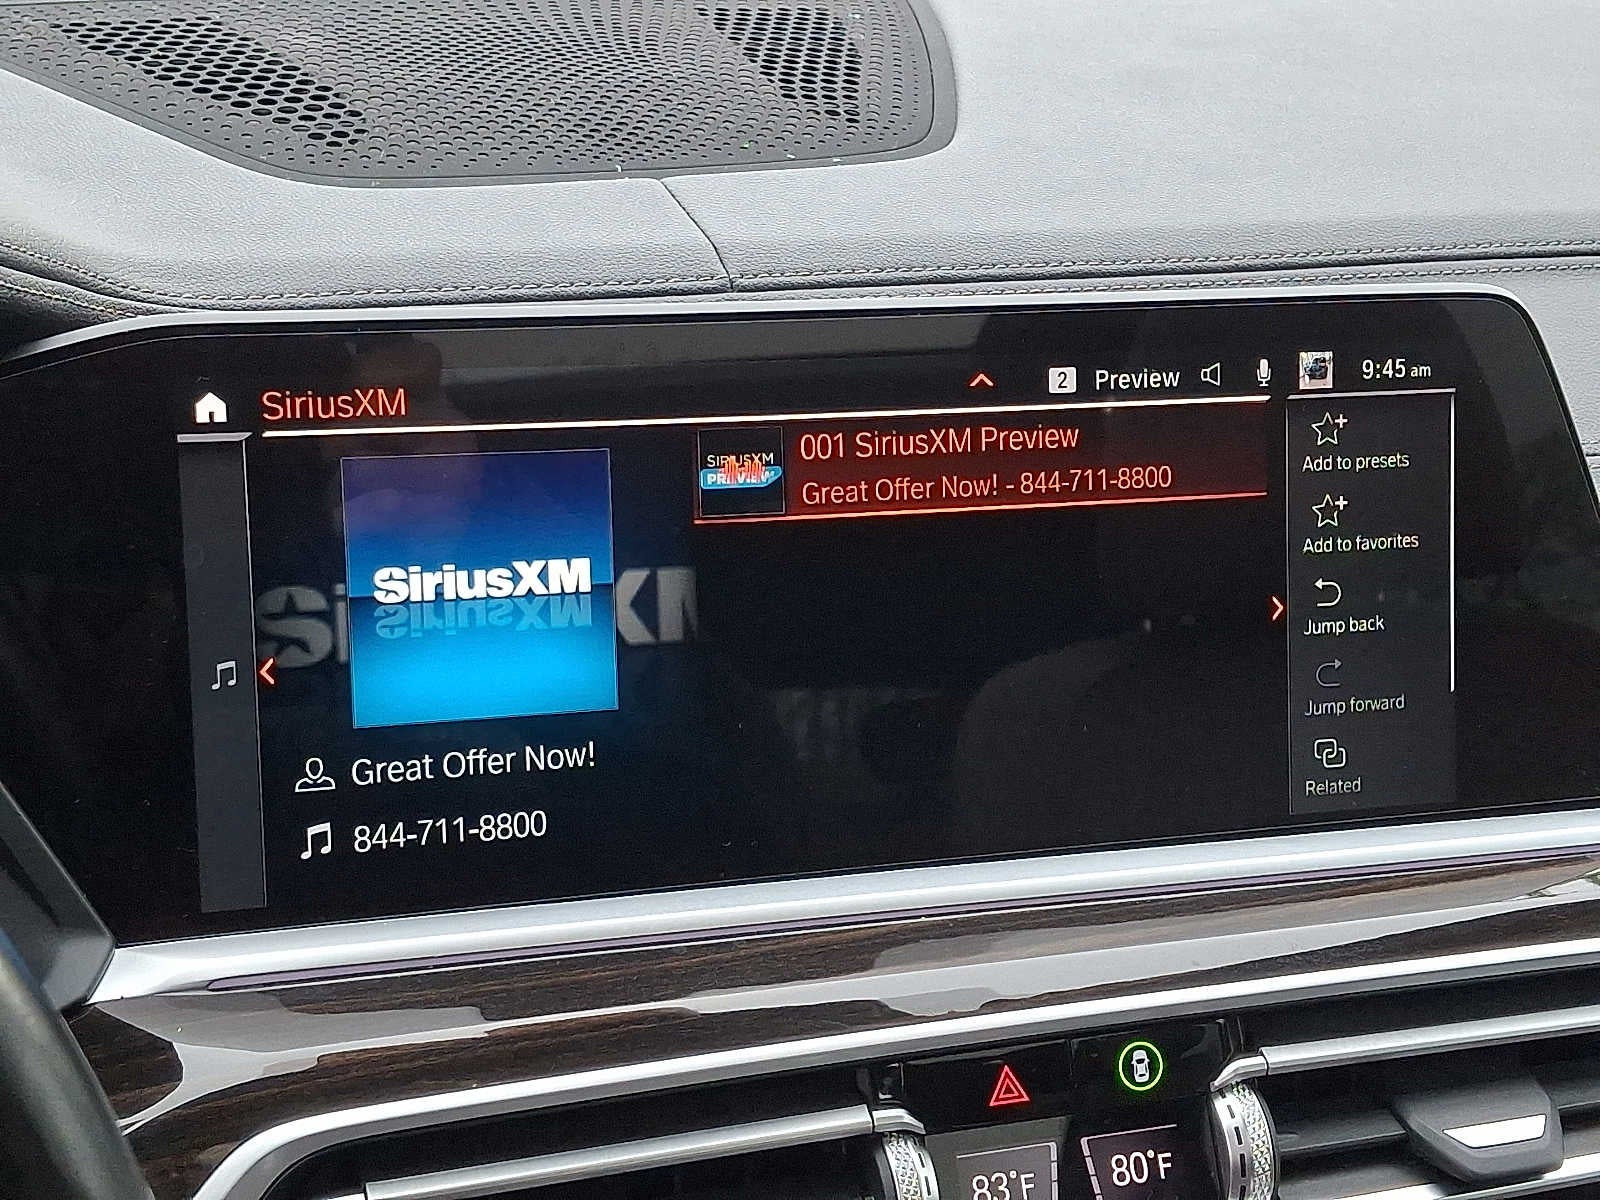 SiriusXM
2 Preview
9:45 am
SiriusXM
SiriusXM
Great Offer Now!
844-711-8800
SIRIUSXM
PREVIEW
001 SiriusXM Preview
Great Offer Now! - 844-711-8800
Add to presets
Add to favorites
Jump back
Jump forward
Related
83°F
80°F